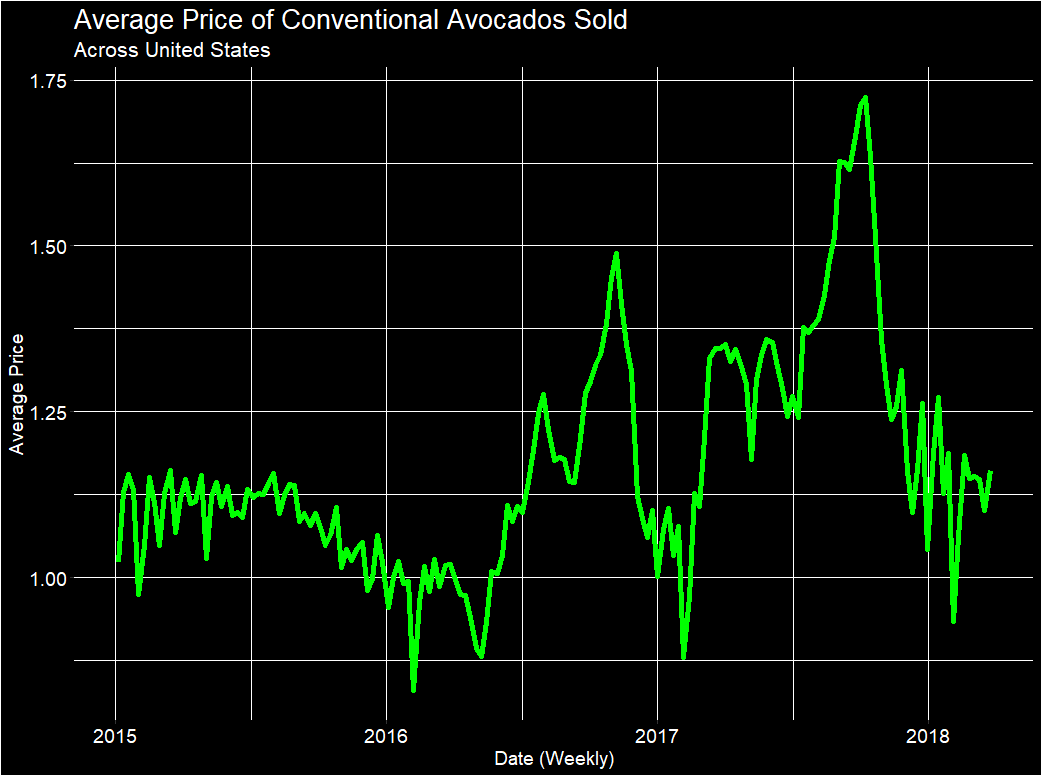 Average Price of Conventional Avocados Sold
Across United States
1.75
1.50
1.25
1.00
Average Price
2015 2016 2017 2018
Date (Weekly)